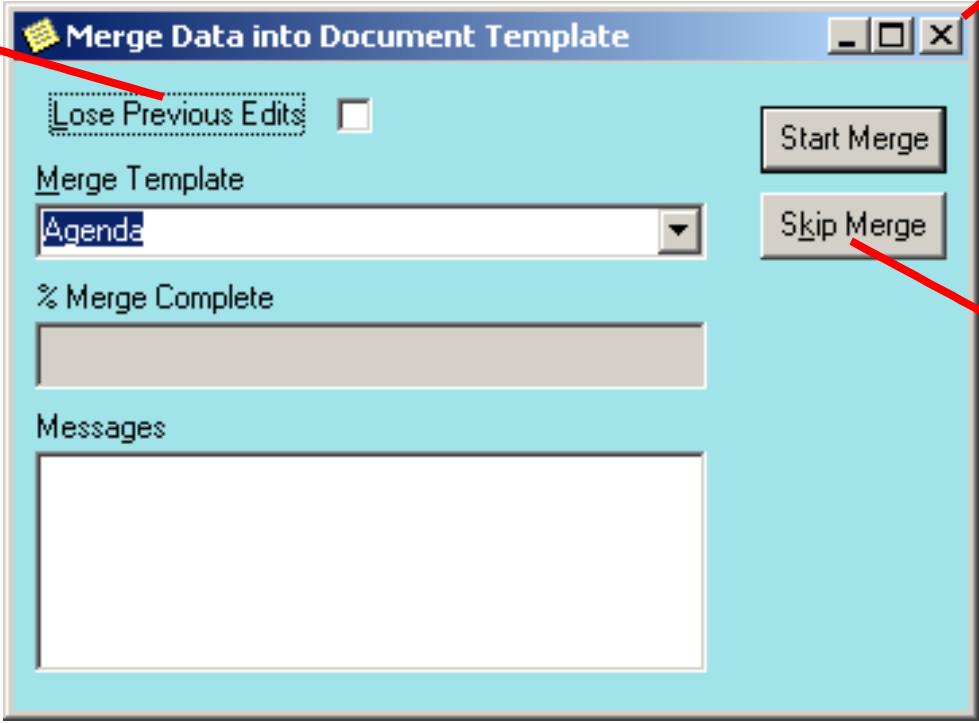 Merge Data into Document Template
Lose Previous Edits
Start Merge
Merge Template
Agenda
Skip Merge
% Merge Complete
Messages